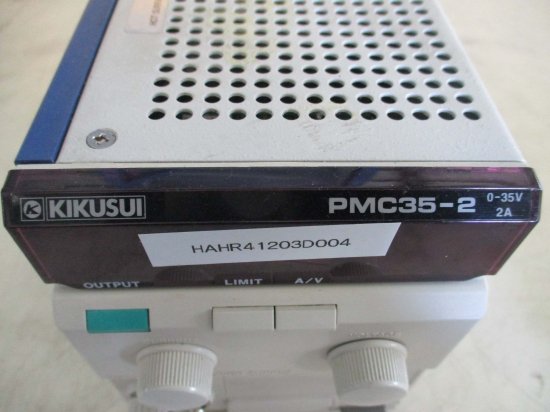 KIKUSUI
PMC35-2 0-35V 2A
HAHR41203D004
OUTPUT LIMIT A/V